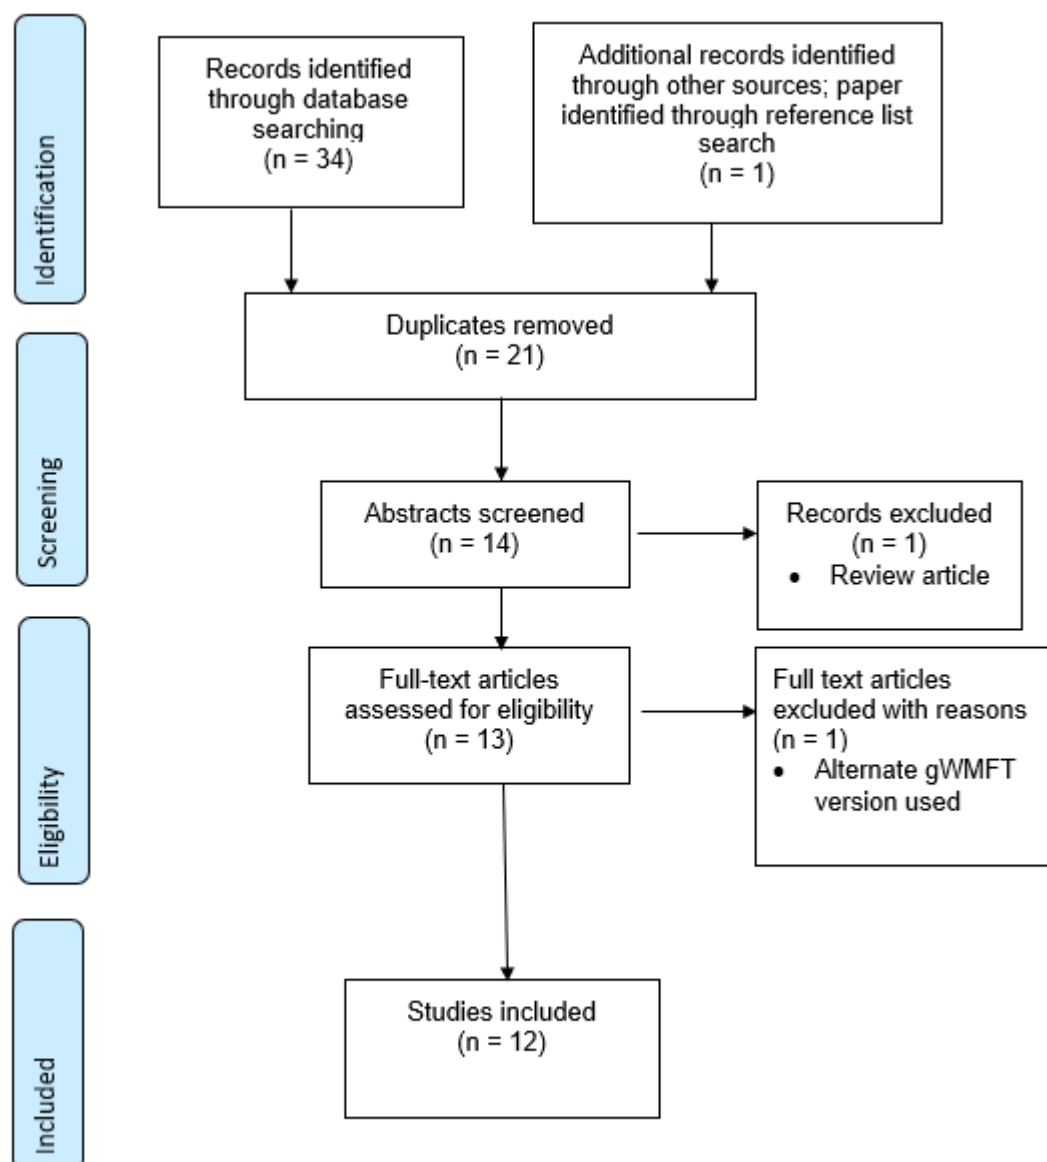 Identification
Records identified
through database
searching
(n = 34)
Additional records identified
through other sources; paper
identified through reference list
search
(n = 1)
Duplicates removed
(n = 21)
Screening
Abstracts screened
(n = 14)
Records excluded
(n = 1)
• Review article
Eligibility
Full-text articles
assessed for eligibility
(n = 13)
Full text articles
excluded with reasons
(n = 1)
• Alternate gWMFT
version used
Included
Studies included
(n = 12)